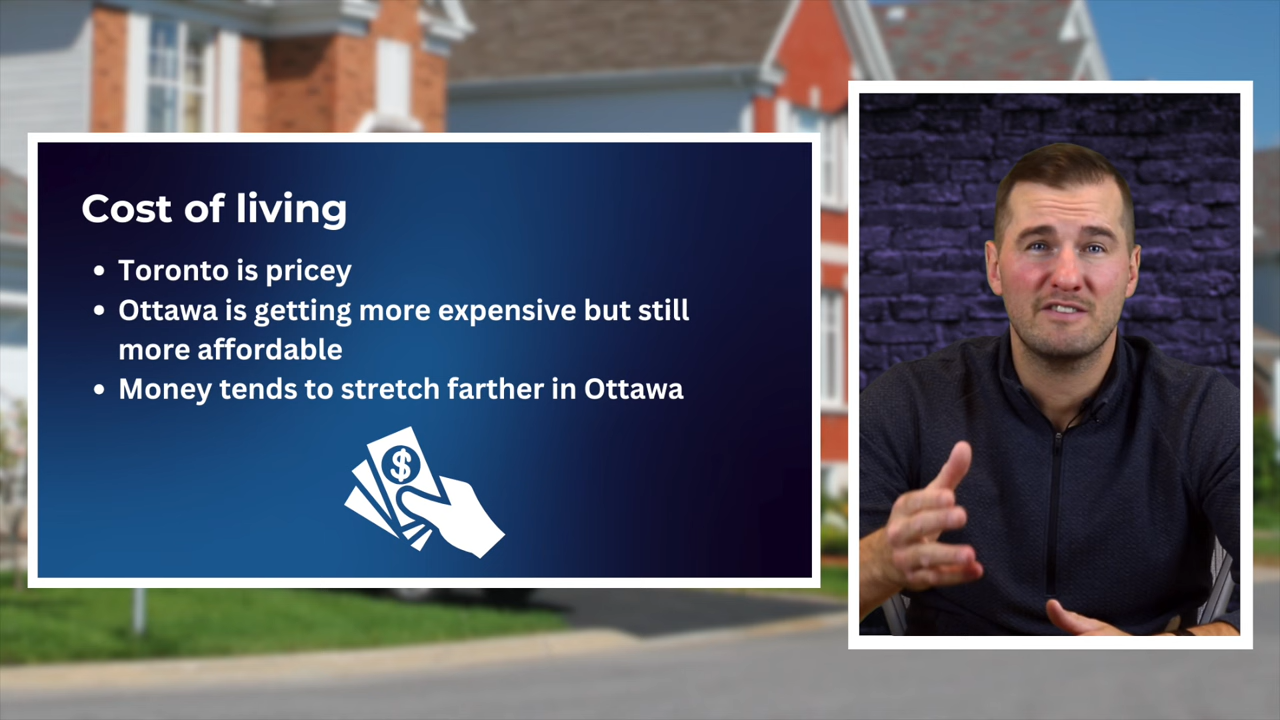 Cost of living
• Toronto is pricey
• Ottawa is getting more expensive but still
more affordable
• Money tends to stretch farther in Ottawa
$